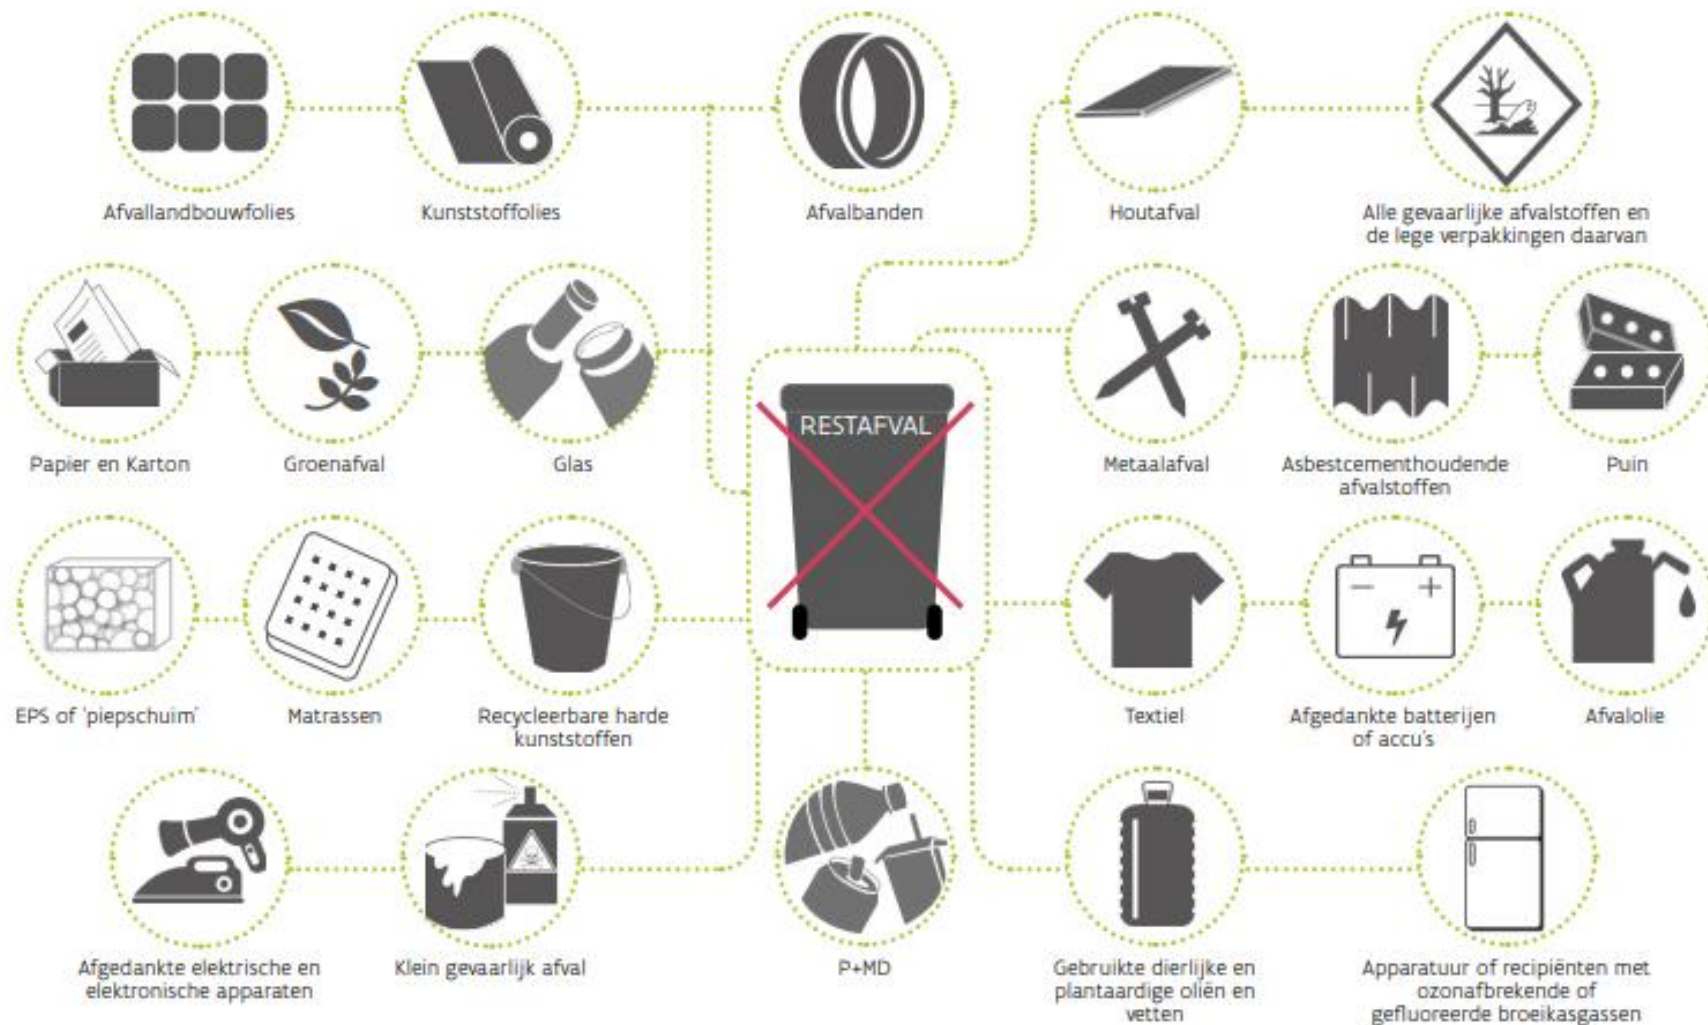 Afvallandbouwfolies
Kunststoffolies
Afvalbanden
Houtafval
Alle gevaarlijke afvalstoffen en
de lege verpakkingen daarvan
Papier en Karton
Groenafval
Glas
RESTAFVAL
Metaalafval
Asbestcementhoudende
afvalstoffen
Puin
EPS of 'piepschuim'
Matrassen
Recycleerbare harde
kunststoffen
Textiel
Afgedankte batterijen
of accu's
Afvalolie
Afgedankte elektrische en
elektronische apparaten
Klein gevaarlijk afval
P+MD
Gebruikte dierlijke en
plantaardige oliën en
vetten
Apparatuur of recipiënten met
ozonafbrekende of
gefluoreerde broeikasgassen